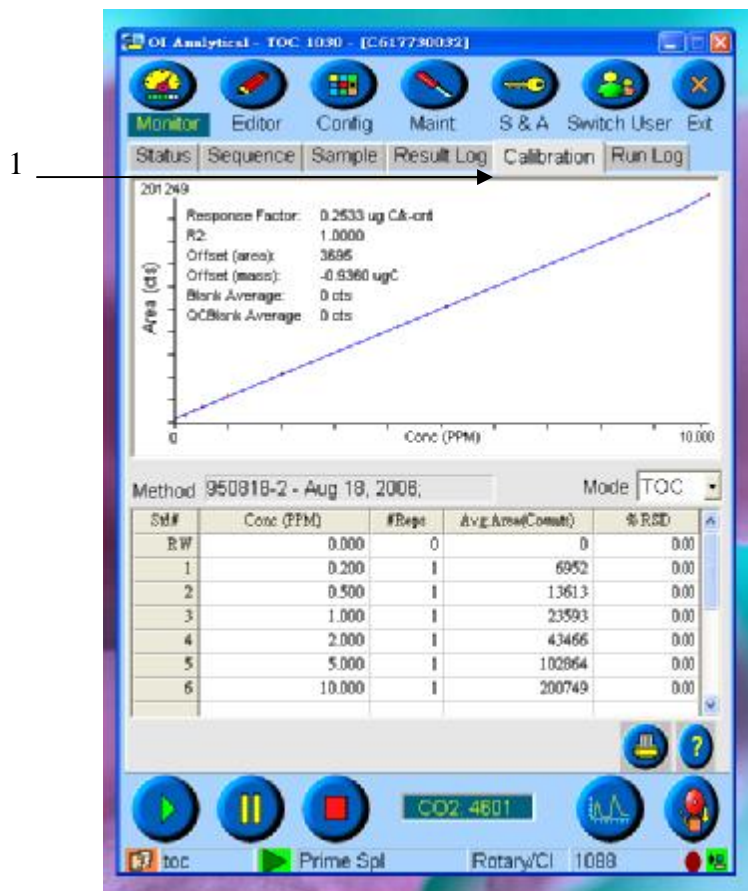 OI Analytical - TOC 1030 - [C617730032]
Monitor Editor Config Maint S & A Switch User Exit
1
Status Sequence Sample Result Log Calibration Run Log
201249
Response Factor: 0.2533 ug C/k-cnt
R2: 1.0000
Offset (area): 3695
Offset (mass): -0.9360 ugC
Blank Average: 0 cts
QCBlank Average 0 cts
Area (cts)
0 Conc (PPM) 10.000
Method 950818-2 - Aug 18, 2006; Mode TOC
Std# Conc (PPM) #Reps Avg.Area(Counts) %RSD
RW 0.000 0 0 0.00
1 0.200 1 6952 0.00
2 0.500 1 13613 0.00
3 1.000 1 23593 0.00
4 2.000 1 43466 0.00
5 5.000 1 102864 0.00
6 10.000 1 200749 0.00
?
CO2: 4601
toc Prime Spl Rotary/Cl 1088